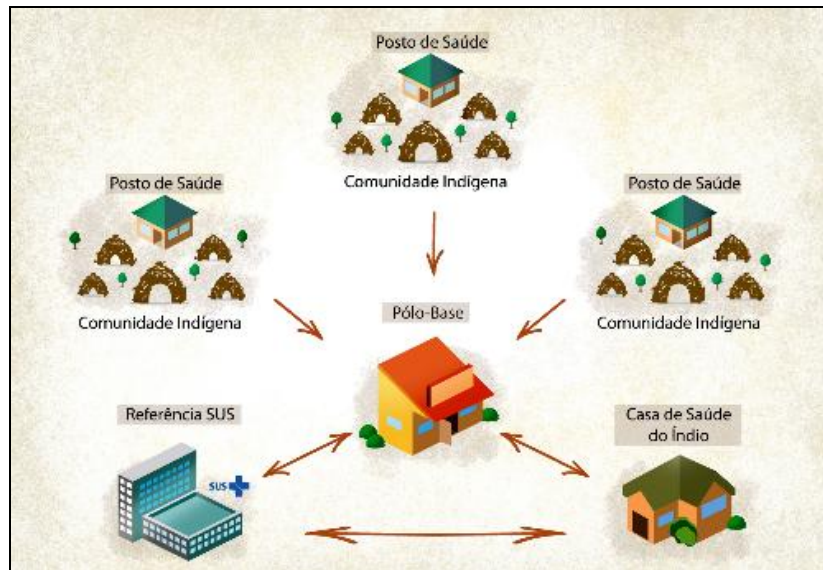 Posto de Saúde
Comunidade Indígena
Posto de Saúde
Comunidade Indígena
Posto de Saúde
Comunidade Indígena
Pólo-Base
Referência SUS
SUS
Casa de Saúde
do Índio